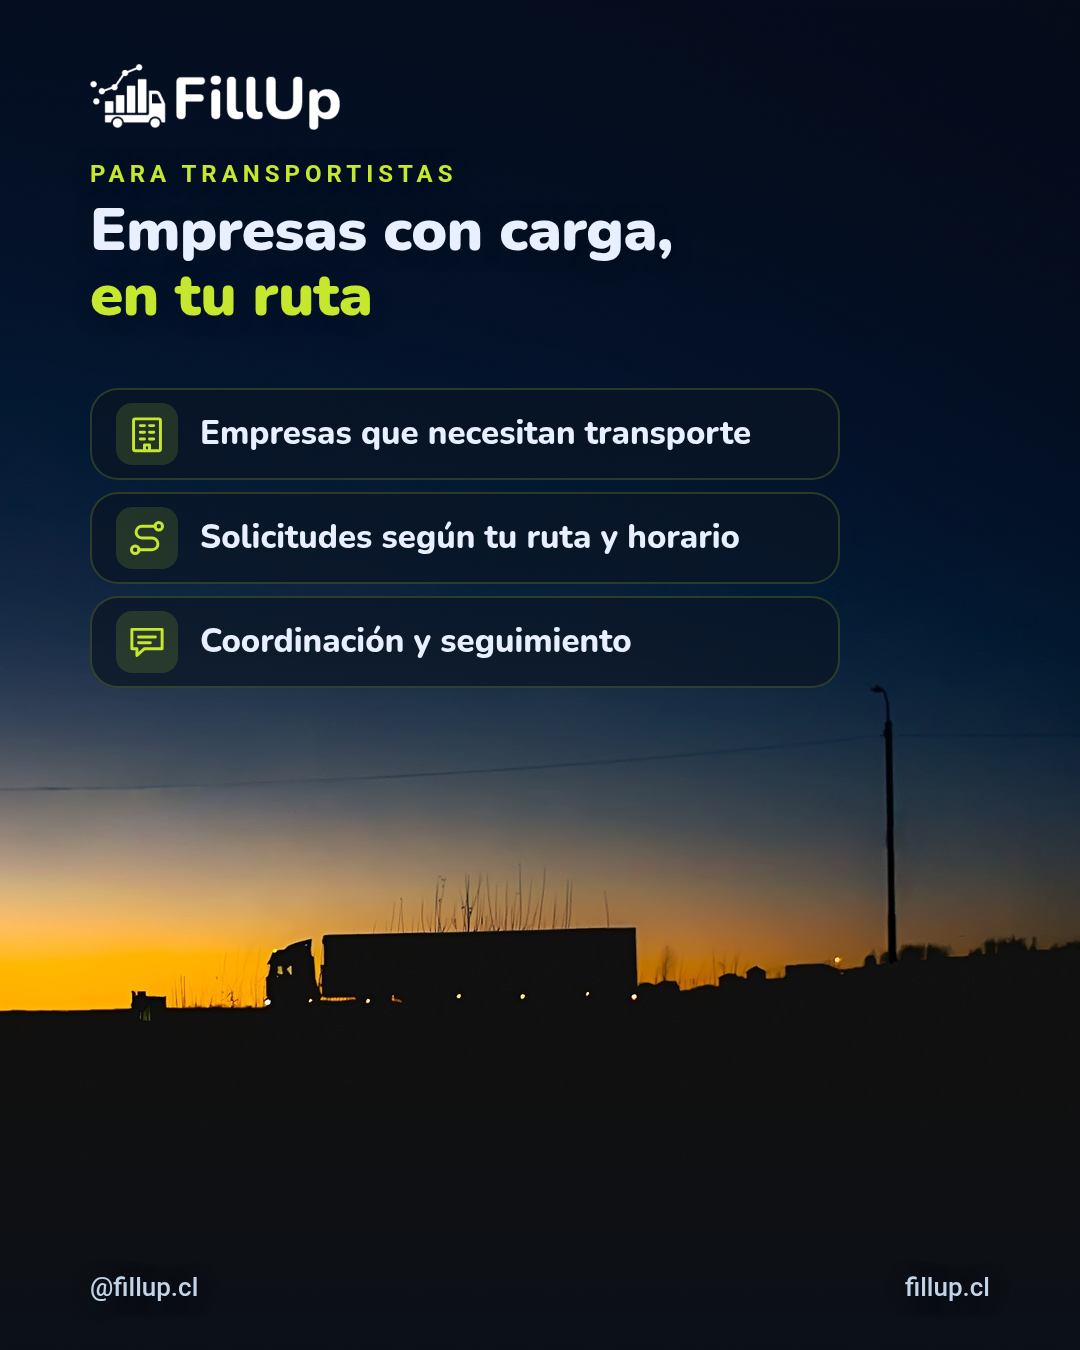 FillUp
PARA TRANSPORTISTAS
Empresas con carga,
en tu ruta
Empresas que necesitan transporte
Solicitudes según tu ruta y horario
Coordinación y seguimiento
@fillup.cl
fillup.cl